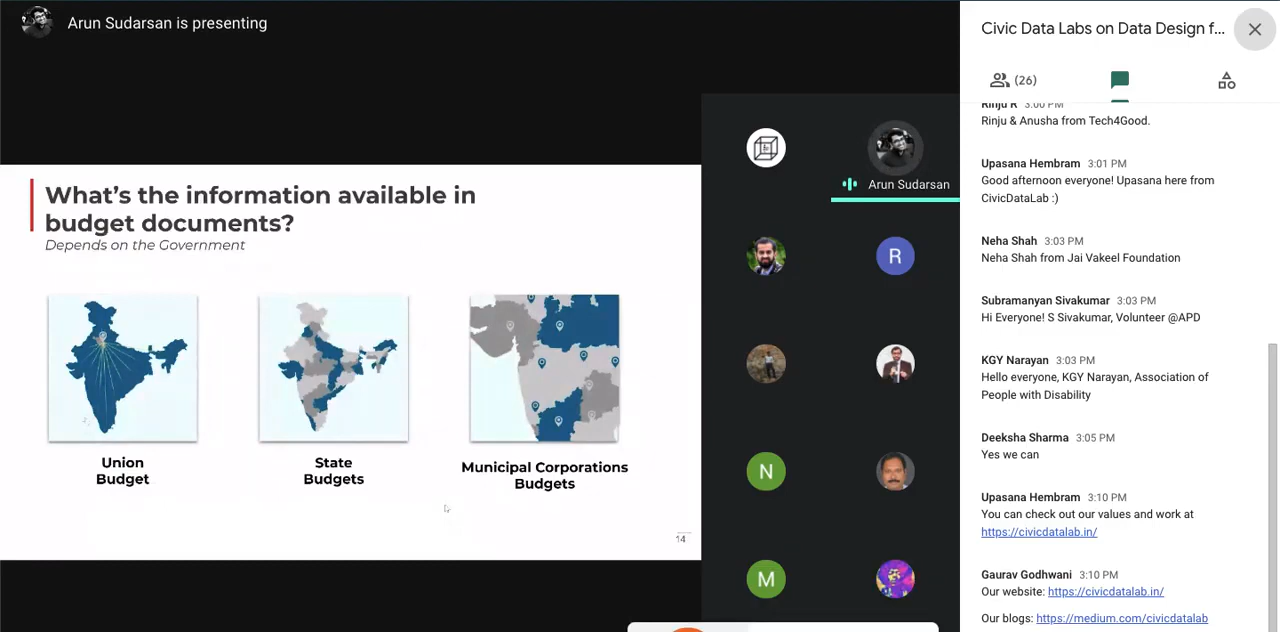 Arun Sudarsan is presenting
What's the information available in
budget documents?
Depends on the Government
Union
Budget
State
Budgets
Municipal Corporations
Budgets
14
Arun Sudarsan
R
N
M
Civic Data Labs on Data Design f...
(26)
Rinju R 3:00 PM
Rinju & Anusha from Tech4Good.
Upasana Hembram 3:01 PM
Good afternoon everyone! Upasana here from
CivicDataLab :)
Neha Shah 3:03 PM
Neha Shah from Jai Vakeel Foundation
Subramanyan Sivakumar 3:03 PM
Hi Everyone! S Sivakumar, Volunteer @APD
KGY Narayan 3:03 PM
Hello everyone, KGY Narayan, Association of
People with Disability
Deeksha Sharma 3:05 PM
Yes we can
Upasana Hembram 3:10 PM
You can check out our values and work at
https://civicdatalab.in/
Gaurav Godhwani 3:10 PM
Our website: https://civicdatalab.in/
Our blogs: https://medium.com/civicdatalab